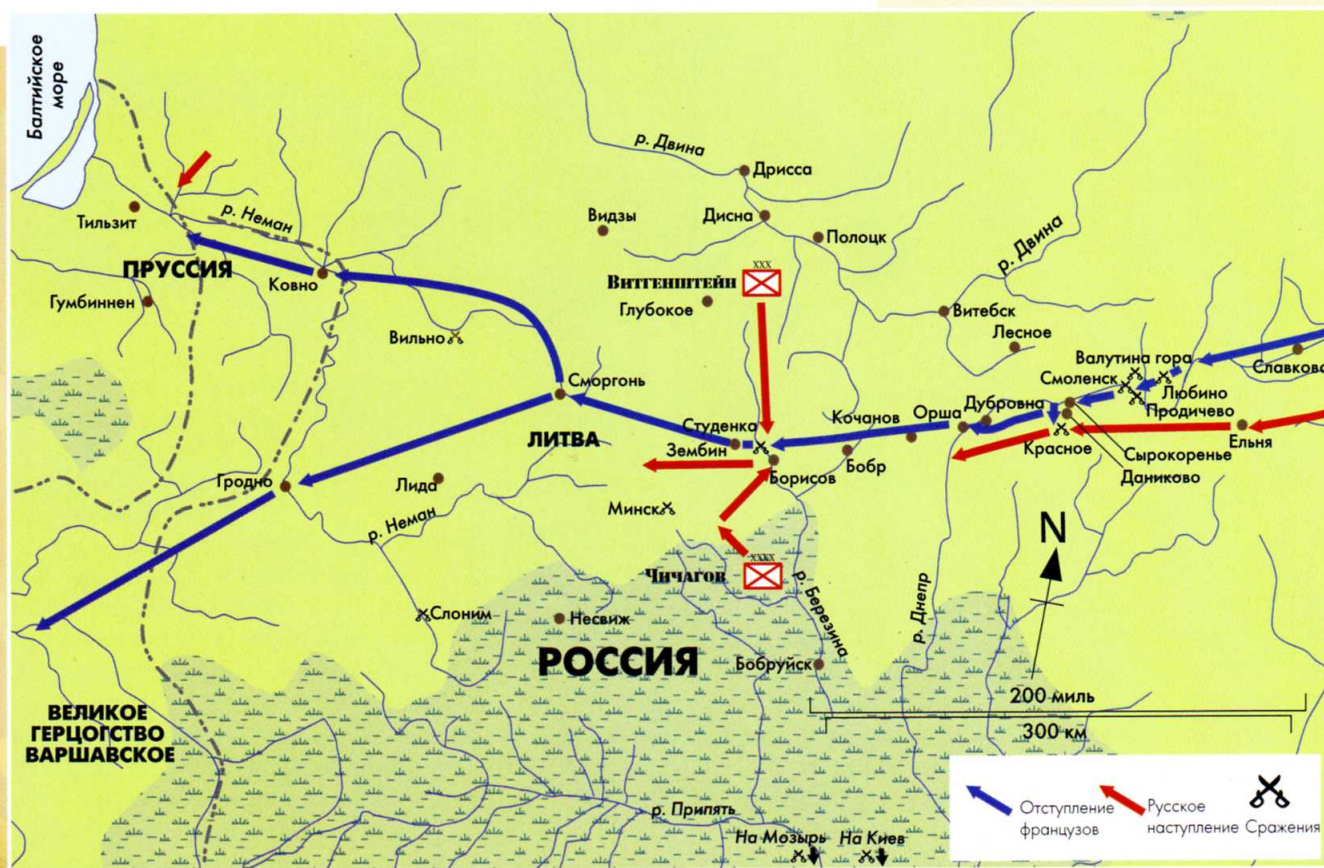 Балтийское
море
р. Двина
Дрисса
Тильзит
р. Неман
Видзы
Дисна
Полоцк
р. Двина
ПРУССИЯ
Ковно
Гумбиннен
XXX
Витгенштейн
Глубокое
Вильно
Витебск
Лесное
Валутина гора
Славково
Сморгонь
Смоленск
Любино
Продичево
Дубровна
Орша
Кочанов
Студенка
Зембин
ЛИТВА
Ельня
Красное
Сырокоренье
Даниково
Бобр
Борисов
Гродно
Лида
р. Неман
Минск
XXXX
Чичагов
р. Березина
р. Днепр
N
Слоним
Несвиж
РОССИЯ
Бобруйск
200 миль
300 км
ВЕЛИКОЕ
ГЕРЦОГСТВО
ВАРШАВСКОЕ
р. Припять
На Мозырь
На Киев
Отступление
французов
Русское
наступление
Сражения